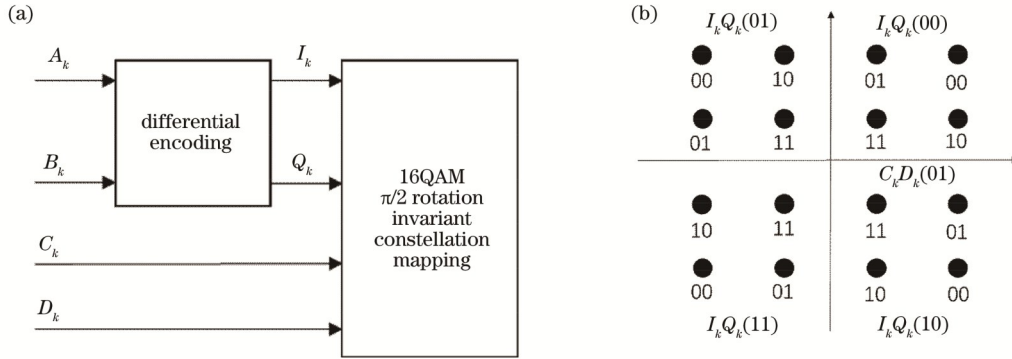 (a)
A_k
I_k
differential
encoding
B_k
Q_k
16QAM
π/2 rotation
invariant
constellation
mapping
C_k
D_k
(b)
I_kQ_k(01) I_kQ_k(00)
00 10 01 00
01 11 11 10
C_kD_k(01)
10 11 11 01
00 01 10 00
I_kQ_k(11) I_kQ_k(10)